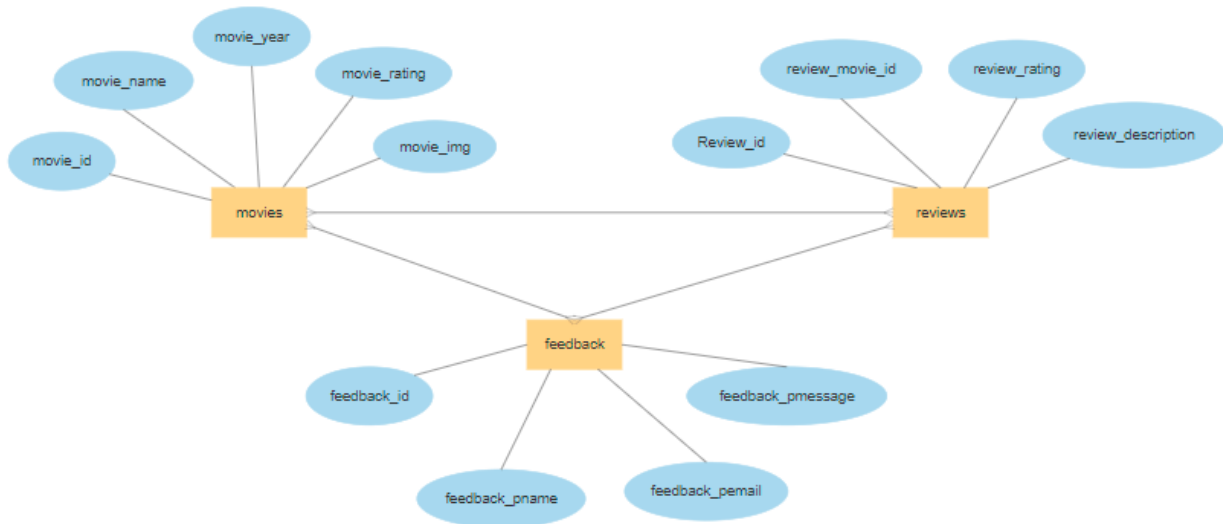 movie_year
movie_name
movie_rating
movie_id
movie_img
movies
review_movie_id
review_rating
Review_id
review_description
reviews
feedback
feedback_id
feedback_pmessage
feedback_pname
feedback_pemail